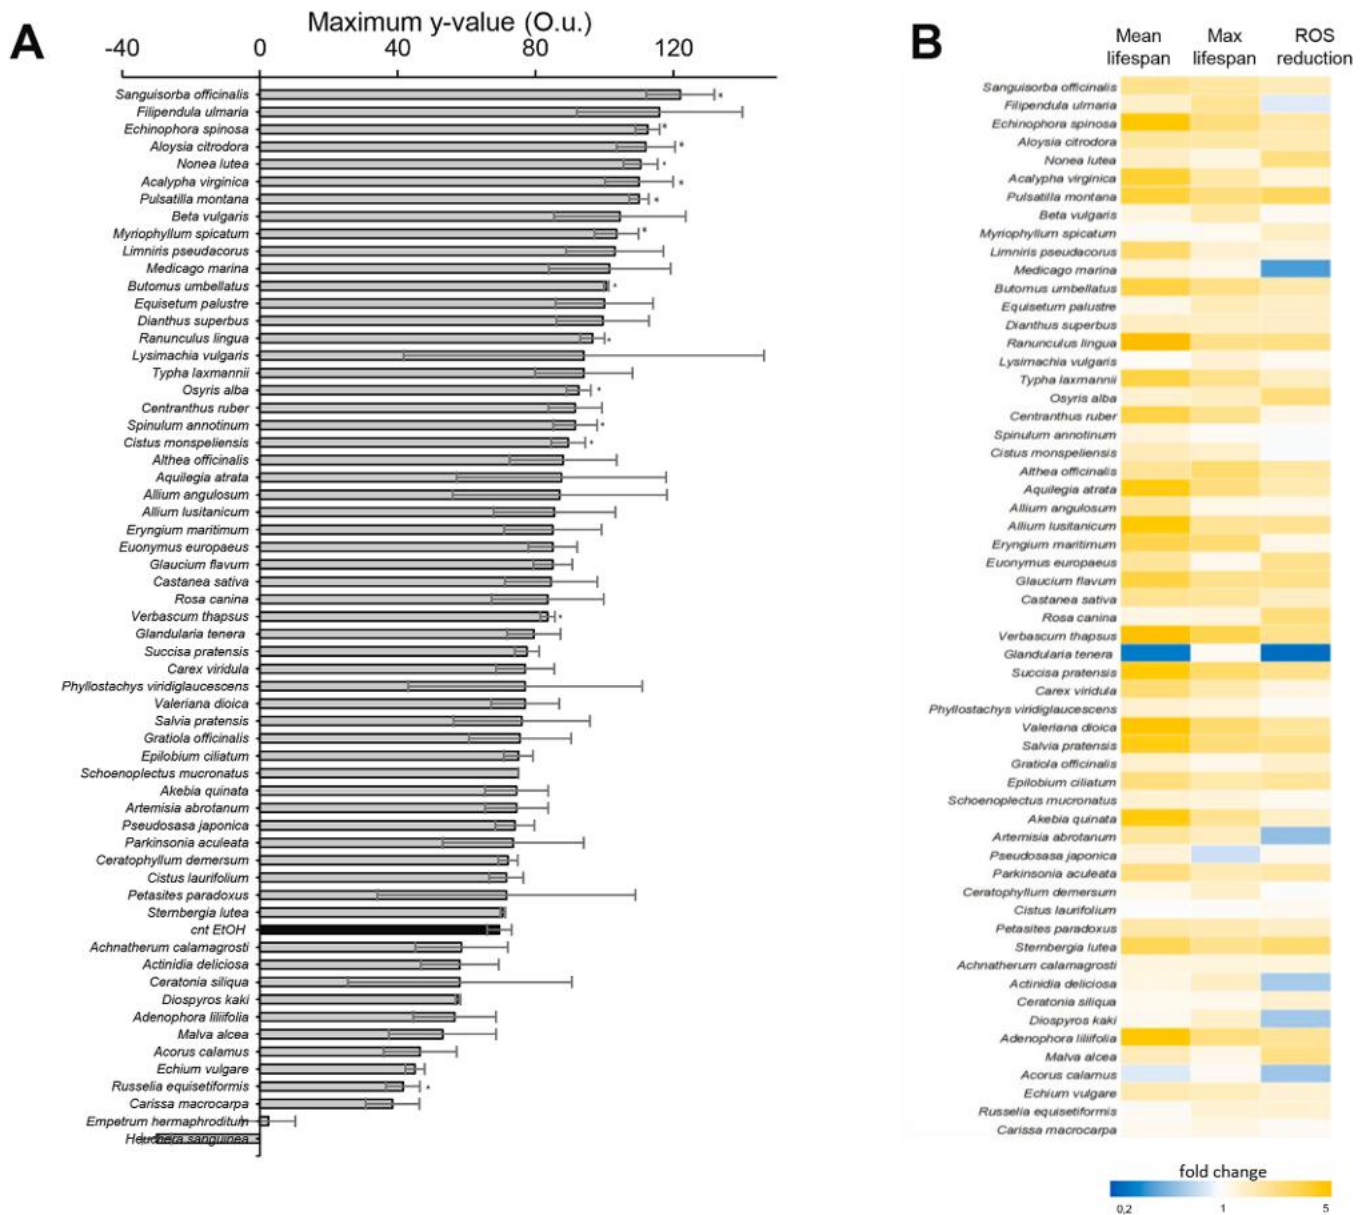 A
Maximum y-value (O.u.)
-40 0 40 80 120
Sanguisorba officinalis
Filipendula ulmaria
Echinophora spinosa
Aloysia citrodora
Nonea lutea
Acalypha virginica
Pulsatilla montana
Beta vulgaris
Myriophyllum spicatum
Limniris pseudacorus
Medicago marina
Butomus umbellatus
Equisetum palustre
Dianthus superbus
Ranunculus lingua
Lysimachia vulgaris
Typha laxmannii
Osyris alba
Centranthus ruber
Spinulum annotinum
Cistus monspeliensis
Althea officinalis
Aquilegia atrata
Allium angulosum
Allium lusitanicum
Eryngium maritimum
Euonymus europaeus
Glaucium flavum
Castanea sativa
Rosa canina
Verbascum thapsus
Glandularia tenera
Succisa pratensis
Carex viridula
Phyllostachys viridiglaucescens
Valeriana dioica
Salvia pratensis
Gratiola officinalis
Epilobium ciliatum
Schoenoplectus mucronatus
Akebia quinata
Artemisia abrotanum
Pseudosasa japonica
Parkinsonia aculeata
Ceratophyllum demersum
Cistus laurifolium
Petasites paradoxus
Sternbergia lutea
cnt EtOH
Achnatherum calamagrosti
Actinidia deliciosa
Ceratonia siliqua
Diospyros kaki
Adenophora liliifolia
Malva alcea
Acorus calamus
Echium vulgare
Russelia equisetiformis
Carissa macrocarpa
Empetrum hermaphroditum
Heuchera sanguinea
B
Mean lifespan
Max lifespan
ROS reduction
Sanguisorba officinalis
Filipendula ulmaria
Echinophora spinosa
Aloysia citrodora
Nonea lutea
Acalypha virginica
Pulsatilla montana
Beta vulgaris
Myriophyllum spicatum
Limniris pseudacorus
Medicago marina
Butomus umbellatus
Equisetum palustre
Dianthus superbus
Ranunculus lingua
Lysimachia vulgaris
Typha laxmannii
Osyris alba
Centranthus ruber
Spinulum annotinum
Cistus monspeliensis
Althea officinalis
Aquilegia atrata
Allium angulosum
Allium lusitanicum
Eryngium maritimum
Euonymus europaeus
Glaucium flavum
Castanea sativa
Rosa canina
Verbascum thapsus
Glandularia tenera
Succisa pratensis
Carex viridula
Phyllostachys viridiglaucescens
Valeriana dioica
Salvia pratensis
Gratiola officinalis
Epilobium ciliatum
Schoenoplectus mucronatus
Akebia quinata
Artemisia abrotanum
Pseudosasa japonica
Parkinsonia aculeata
Ceratophyllum demersum
Cistus laurifolium
Petasites paradoxus
Sternbergia lutea
Achnatherum calamagrosti
Actinidia deliciosa
Ceratonia siliqua
Diospyros kaki
Adenophora liliifolia
Malva alcea
Acorus calamus
Echium vulgare
Russelia equisetiformis
Carissa macrocarpa
fold change
0,2 1 5